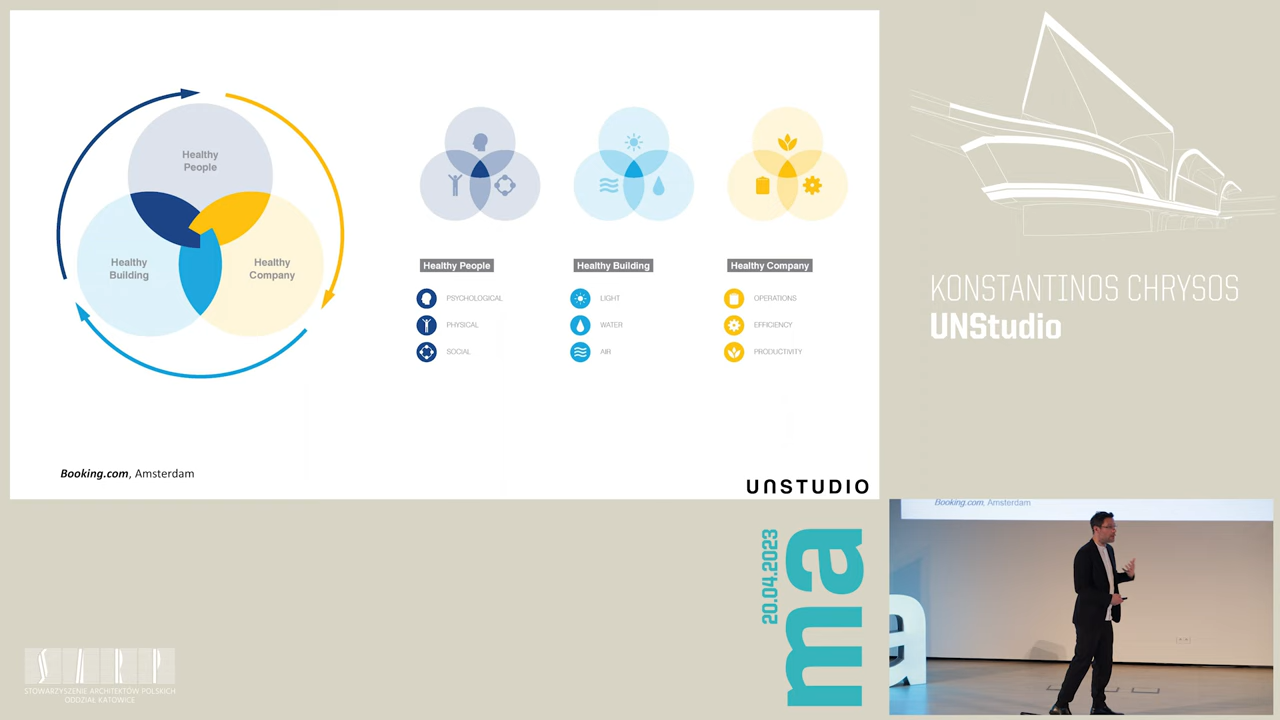 Healthy
People
Healthy
Building
Healthy
Company
Healthy People
PSYCHOLOGICAL
PHYSICAL
SOCIAL
Healthy Building
LIGHT
WATER
AIR
Healthy Company
OPERATIONS
EFFICIENCY
PRODUCTIVITY
Booking.com, Amsterdam
UNSTUDIO
KONSTANTINOS CHRYSOS
UNStudio
20.04.2023
ma
Booking.com, Amsterdam
a
SARP
STOWARZYSZENIE ARCHITEKTÓW POLSKICH
ODDZIAŁ KATOWICE